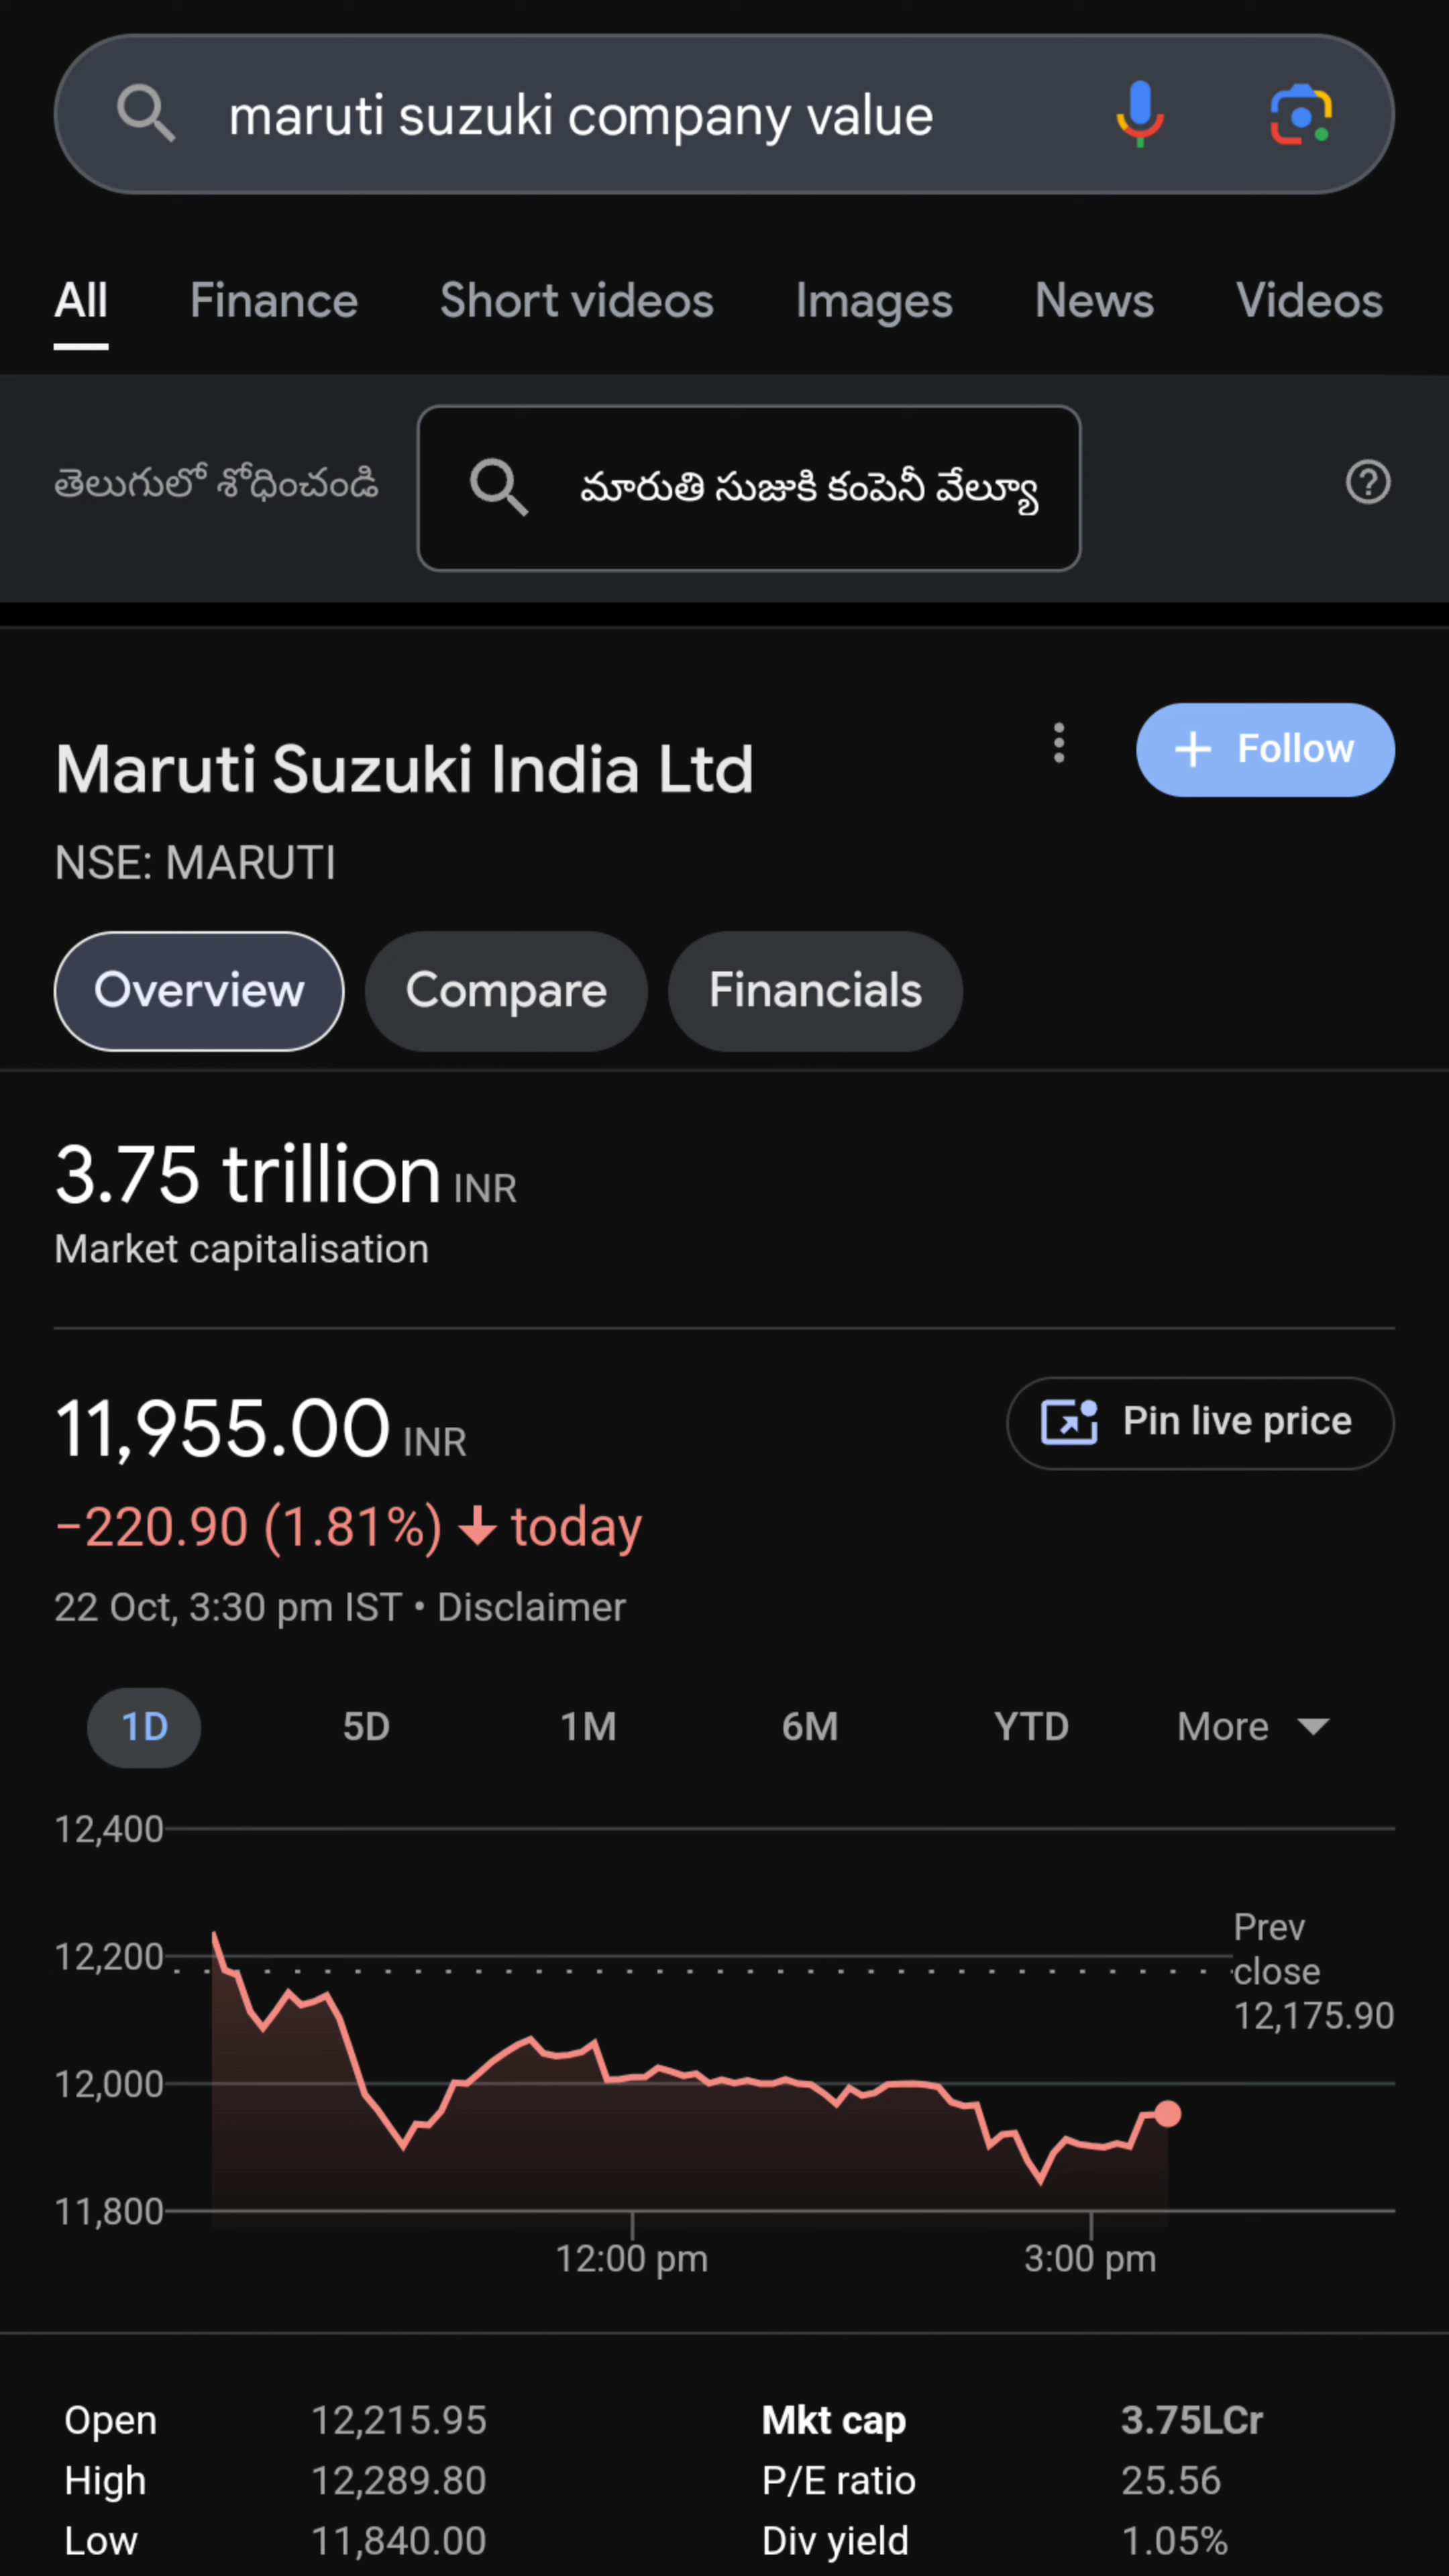 maruti suzuki company value
All Finance Short videos Images News Videos
తెలుగులో శోధించండి మారుతి సుజుకి కంపెనీ వేల్యూ
Maruti Suzuki India Ltd
+ Follow
NSE: MARUTI
Overview Compare Financials
3.75 trillion INR
Market capitalisation
11,955.00 INR
Pin live price
−220.90 (1.81%) ↓ today
22 Oct, 3:30 pm IST • Disclaimer
1D 5D 1M 6M YTD More
12,400
12,200
Prev
close
12,175.90
12,000
11,800
12:00 pm 3:00 pm
Open 12,215.95 Mkt cap 3.75LCr
High 12,289.80 P/E ratio 25.56
Low 11,840.00 Div yield 1.05%